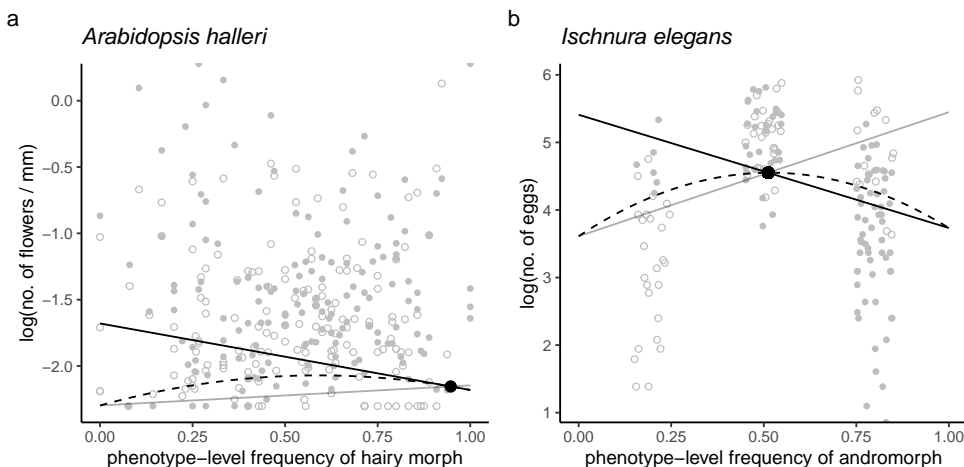 a
Arabidopsis halleri
log(no. of flowers / mm)
0.0
−0.5
−1.0
−1.5
−2.0
0.00 0.25 0.50 0.75 1.00
phenotype−level frequency of hairy morph
b
Ischnura elegans
log(no. of eggs)
6
5
4
3
2
1
0.00 0.25 0.50 0.75 1.00
phenotype−level frequency of andromorph